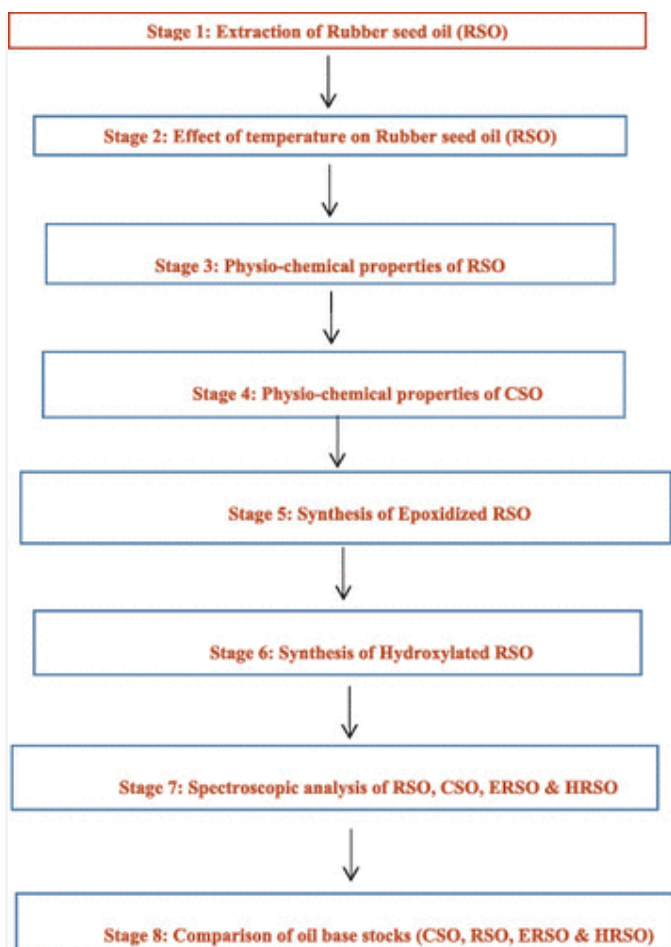 Stage 1: Extraction of Rubber seed oil (RSO)
Stage 2: Effect of temperature on Rubber seed oil (RSO)
Stage 3: Physio-chemical properties of RSO
Stage 4: Physio-chemical properties of CSO
Stage 5: Synthesis of Epoxidized RSO
Stage 6: Synthesis of Hydroxylated RSO
Stage 7: Spectroscopic analysis of RSO, CSO, ERSO & HRSO
Stage 8: Comparison of oil base stocks (CSO, RSO, ERSO & HRSO)